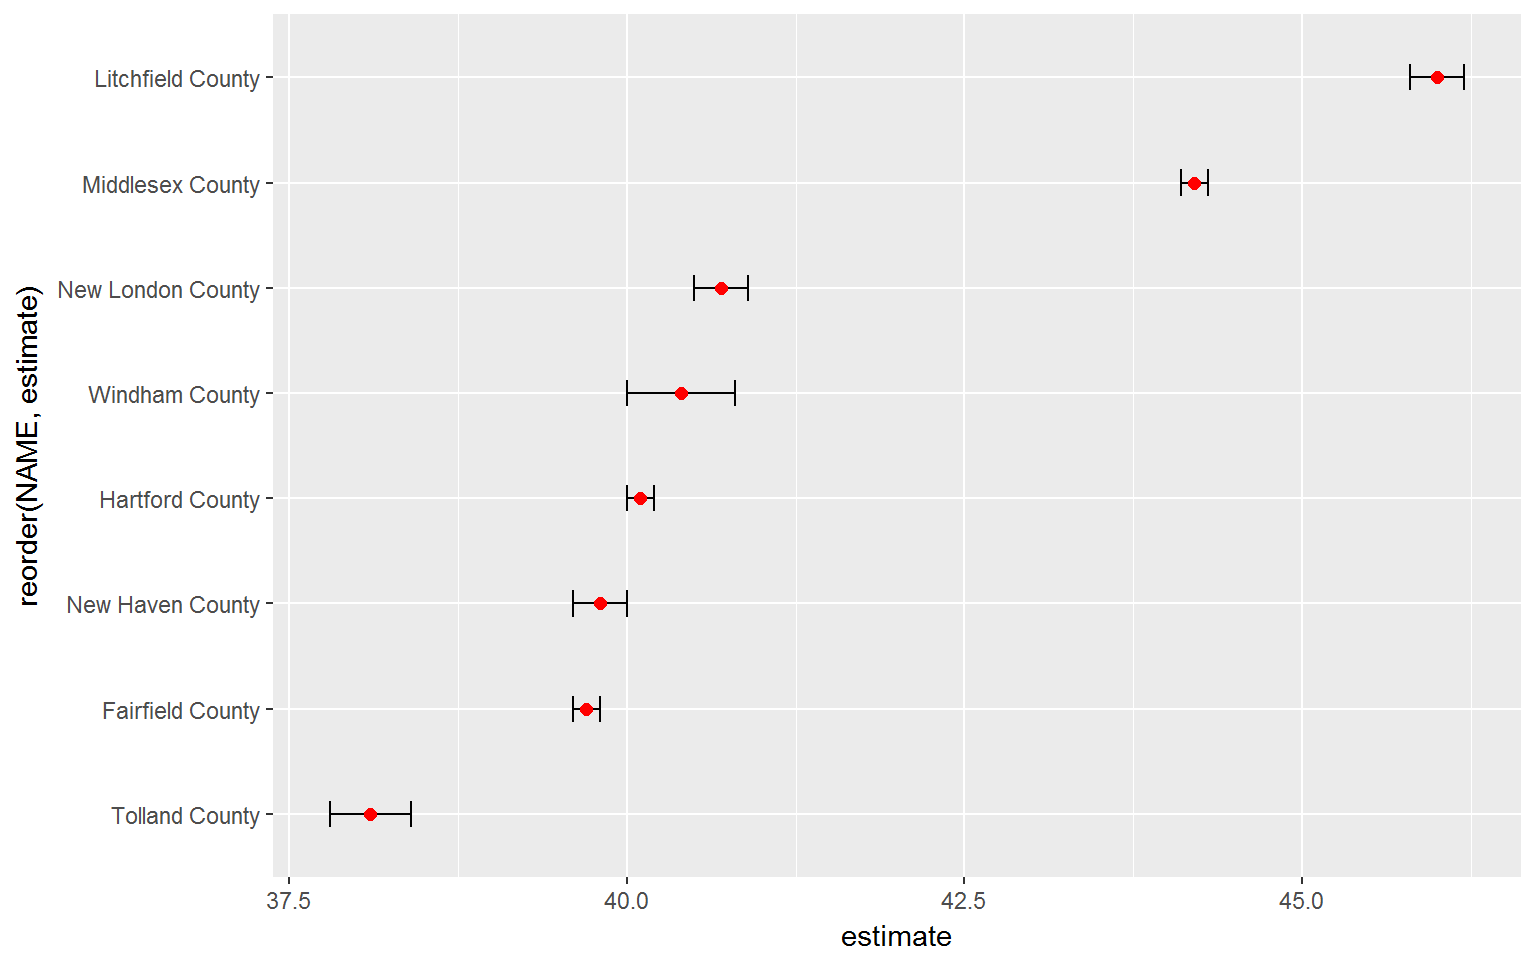 Litchfield County
Middlesex County
New London County
Windham County
Hartford County
New Haven County
Fairfield County
Tolland County
reorder(NAME, estimate)
37.5
40.0
42.5
45.0
estimate